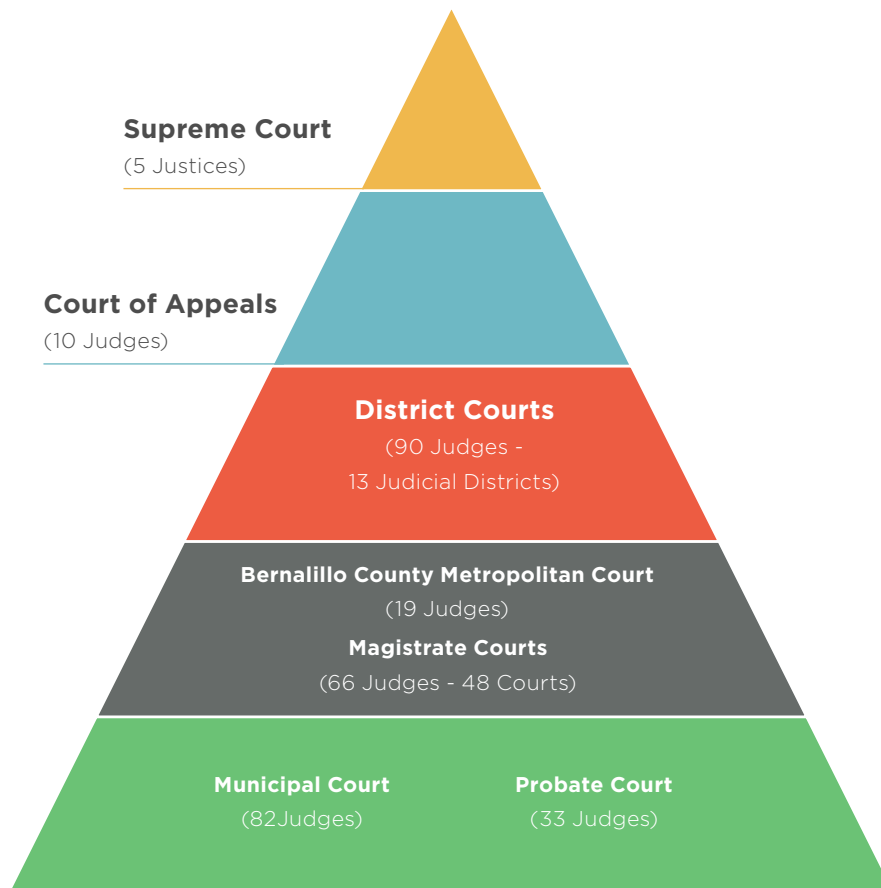 Supreme Court
(5 Justices)
Court of Appeals
(10 Judges)
District Courts
(90 Judges -
13 Judicial Districts)
Bernalillo County Metropolitan Court
(19 Judges)
Magistrate Courts
(66 Judges - 48 Courts)
Municipal Court
(82Judges)
Probate Court
(33 Judges)